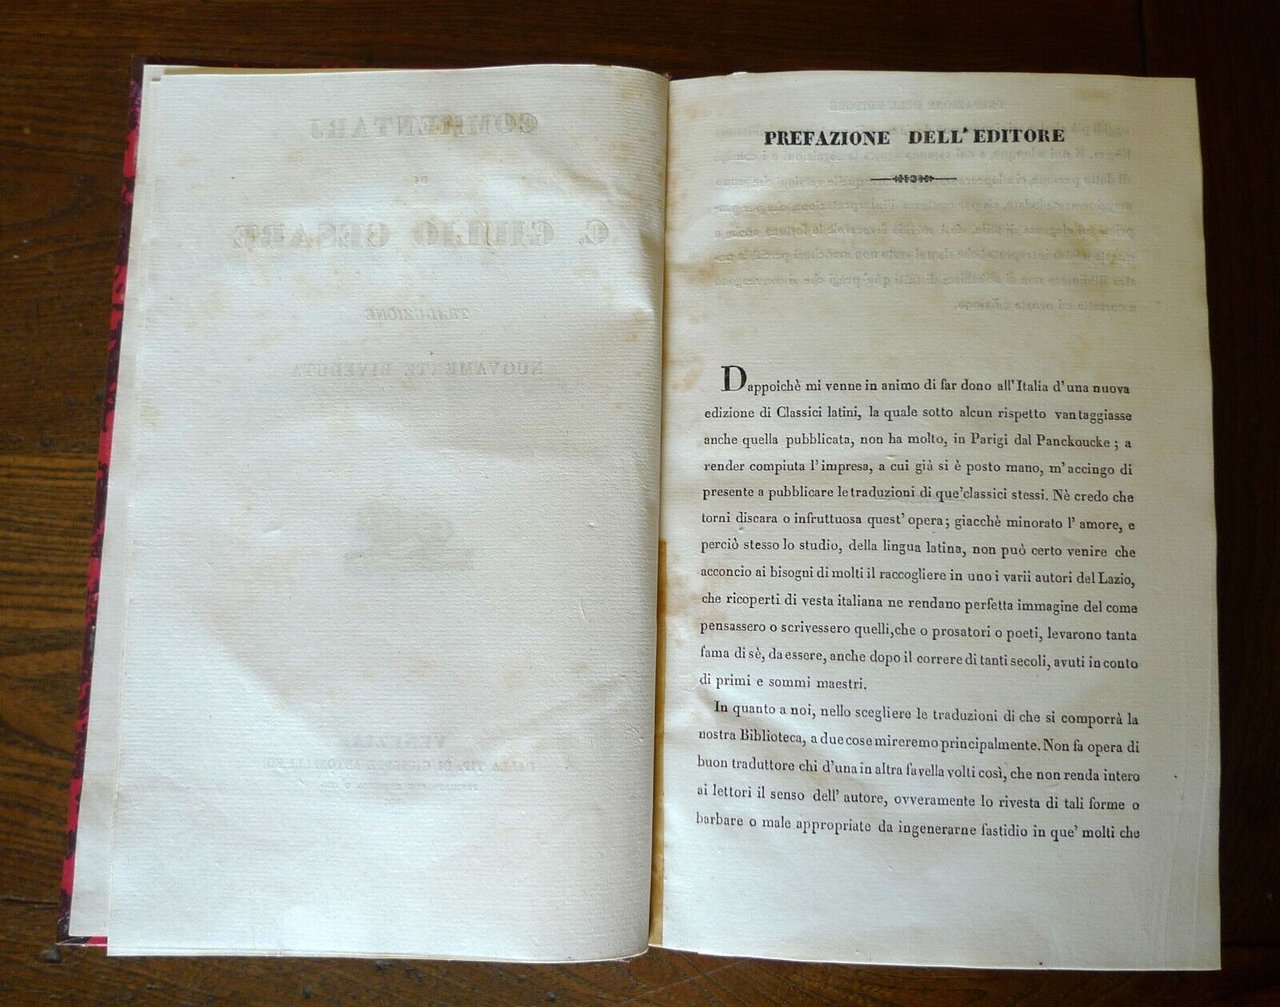 COMMENTARJ
DI
C. GIULIO CESARE
TRADUZIONE
NUOVAMENTE RIVEDUTA
VENEZIA
PREFAZIONE DELL'EDITORE
Dappoichè mi venne in animo di far dono all'Italia d'una nuova
edizione di Classici latini, la quale sotto alcun rispetto vantaggiasse
anche quella pubblicata, non ha molto, in Parigi dal Panckoucke; a
render compiuta l'impresa, a cui già si è posto mano, m'accingo di
presente a pubblicare le traduzioni di que'classici stessi. Nè credo che
torni discara o infruttuosa quest'opera; giacchè minorato l'amore, e
perciò stesso lo studio, della lingua latina, non può certo venire che
acconcio ai bisogni di molti il raccogliere in uno i varii autori del Lazio,
che ricoperti di vesta italiana ne rendano perfetta immagine del come
pensassero o scrivessero quelli, che o prosatori o poeti, levarono tanta
fama di sè, da essere, anche dopo il correre di tanti secoli, avuti in conto
di primi e sommi maestri.
In quanto a noi, nello scegliere le traduzioni di che si comporrà la
nostra Biblioteca, a due cose mireremo principalmente. Non fa opera di
buon traduttore chi d'una in altra favella volti così, che non renda intero
ai lettori il senso dell'autore, ovveramente lo rivesta di tali forme o
barbare o male appropriate da ingenerarne fastidio in que' molti che